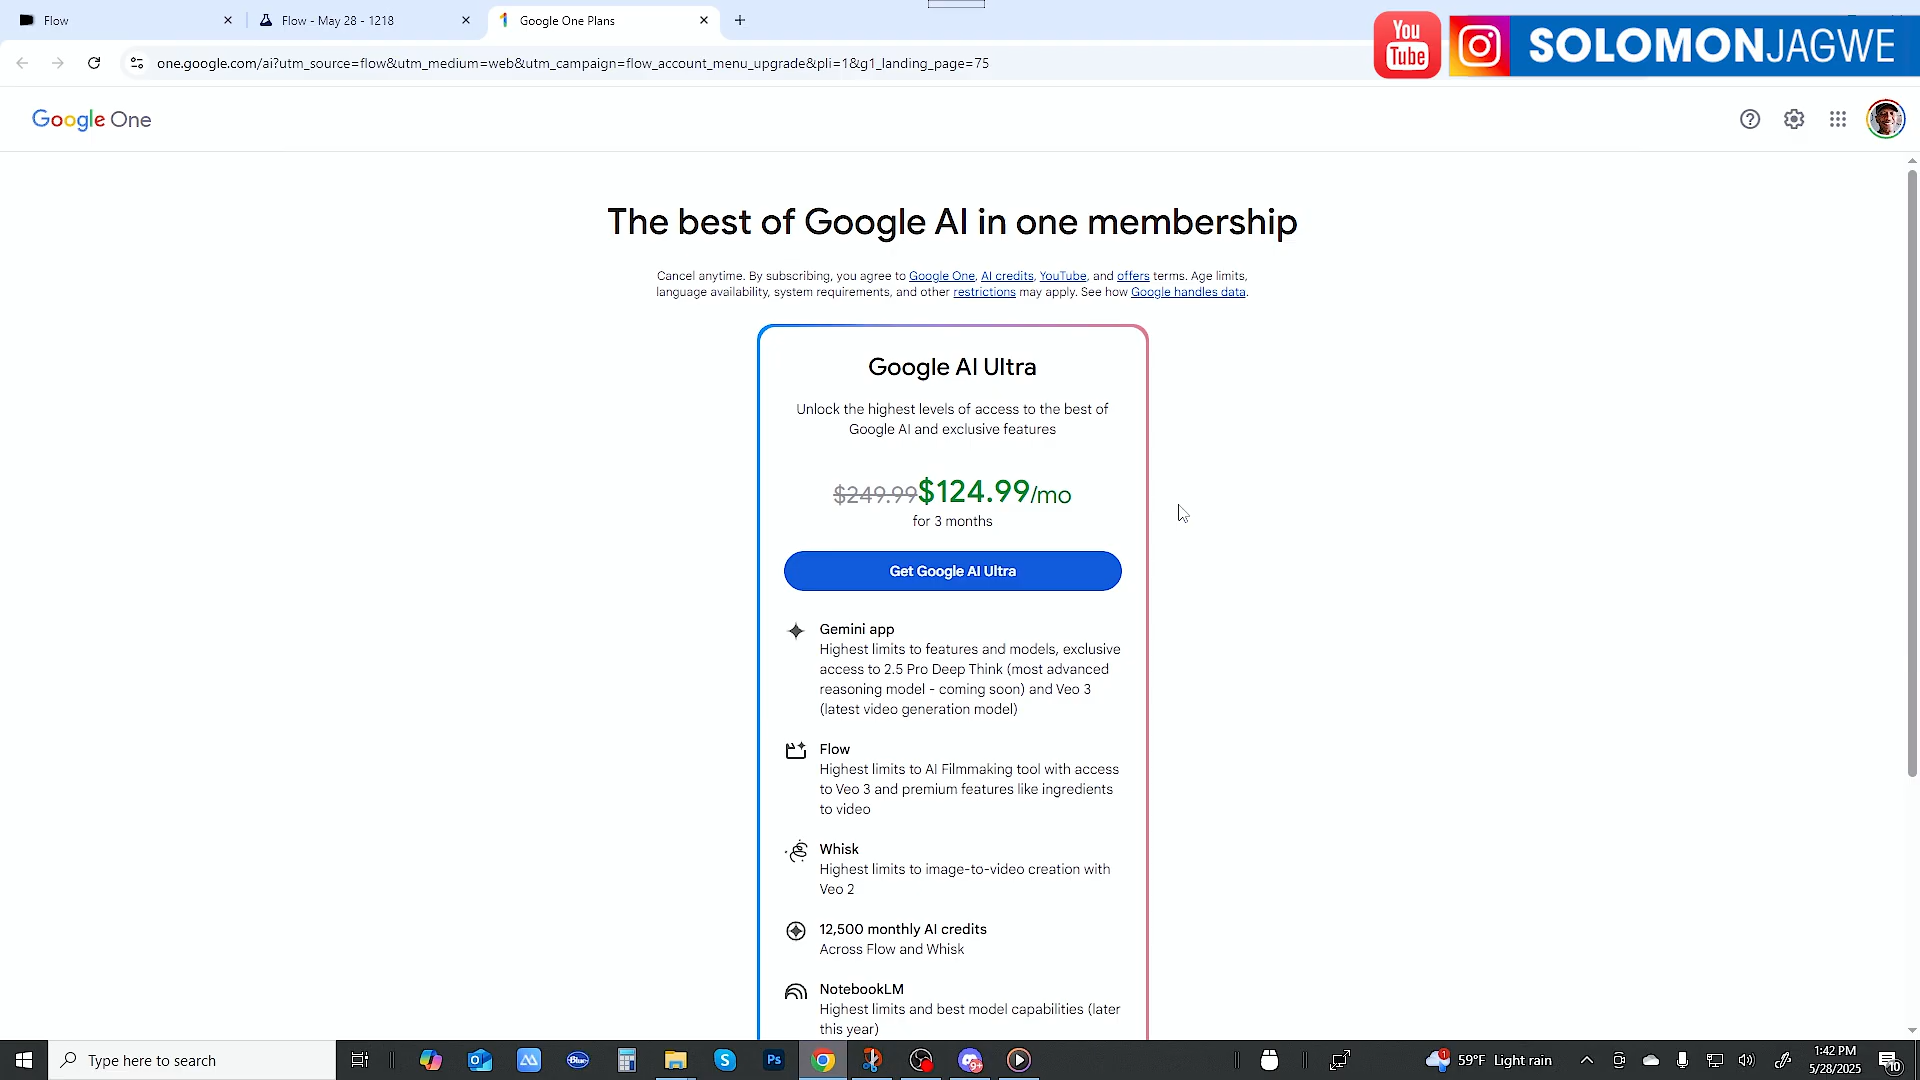 Flow
Flow - May 28 - 1218
Google One Plans
You
Tube
SOLOMONJAGWE
one.google.com/ai?utm_source=flow&utm_medium=web&utm_campaign=flow_account_menu_upgrade&pli=1&g1_landing_page=75
Google One
The best of Google AI in one membership
Cancel anytime. By subscribing, you agree to Google One, AI credits, YouTube, and offers terms. Age limits,
language availability, system requirements, and other restrictions may apply. See how Google handles data.
Google AI Ultra
Unlock the highest levels of access to the best of
Google AI and exclusive features
$249.99 $124.99/mo
for 3 months
Get Google AI Ultra
Gemini app
Highest limits to features and models, exclusive
access to 2.5 Pro Deep Think (most advanced
reasoning model - coming soon) and Veo 3
(latest video generation model)
Flow
Highest limits to AI Filmmaking tool with access
to Veo 3 and premium features like ingredients
to video
Whisk
Highest limits to image-to-video creation with
Veo 2
12,500 monthly AI credits
Across Flow and Whisk
NotebookLM
Highest limits and best model capabilities (later
this year)
Type here to search
Blue
Ps
9+
1
59°F Light rain
1:42 PM
5/28/2025
10